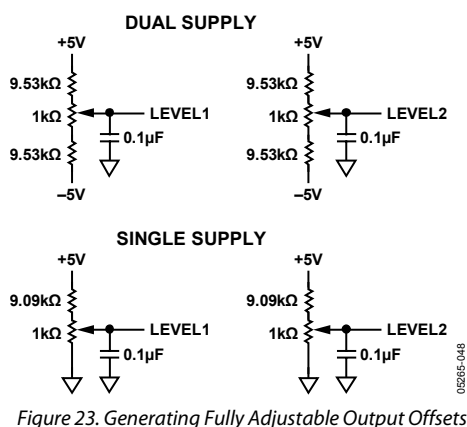 DUAL SUPPLY
+5V
9.53kΩ
1kΩ
LEVEL1
0.1µF
9.53kΩ
–5V
+5V
9.53kΩ
1kΩ
LEVEL2
0.1µF
9.53kΩ
–5V
SINGLE SUPPLY
+5V
9.09kΩ
1kΩ
LEVEL1
0.1µF
+5V
9.09kΩ
1kΩ
LEVEL2
0.1µF
05265-048
Figure 23. Generating Fully Adjustable Output Offsets